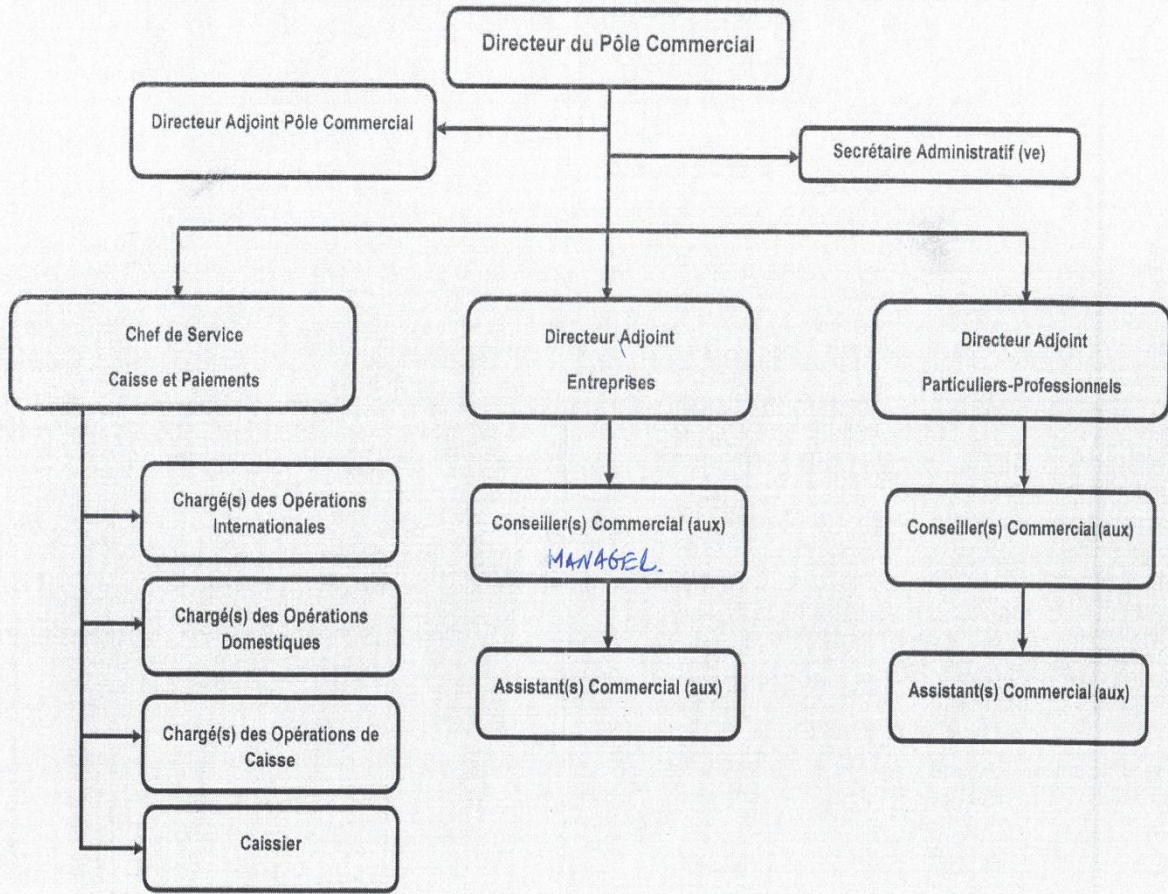 Directeur du Pôle Commercial
Directeur Adjoint Pôle Commercial
Secrétaire Administratif (ve)
Chef de Service
Caisse et Paiements
Chargé(s) des Opérations
Internationales
Chargé(s) des Opérations
Domestiques
Chargé(s) des Opérations de
Caisse
Caissier
Directeur Adjoint
Entreprises
Conseiller(s) Commercial (aux)
MANAGER.
Assistant(s) Commercial (aux)
Directeur Adjoint
Particuliers-Professionnels
Conseiller(s) Commercial (aux)
Assistant(s) Commercial (aux)